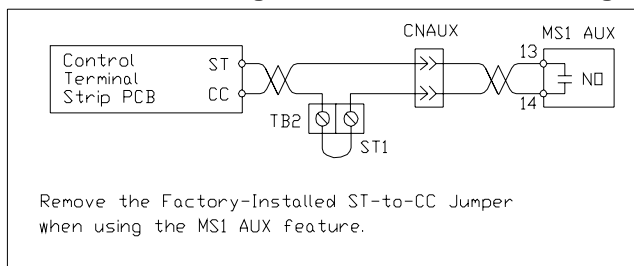 CNAUX
MS1 AUX
Control
Terminal
Strip PCB
ST
CC
13
14
NO
TB2
ST1
Remove the Factory-Installed ST-to-CC Jumper
when using the MS1 AUX feature.